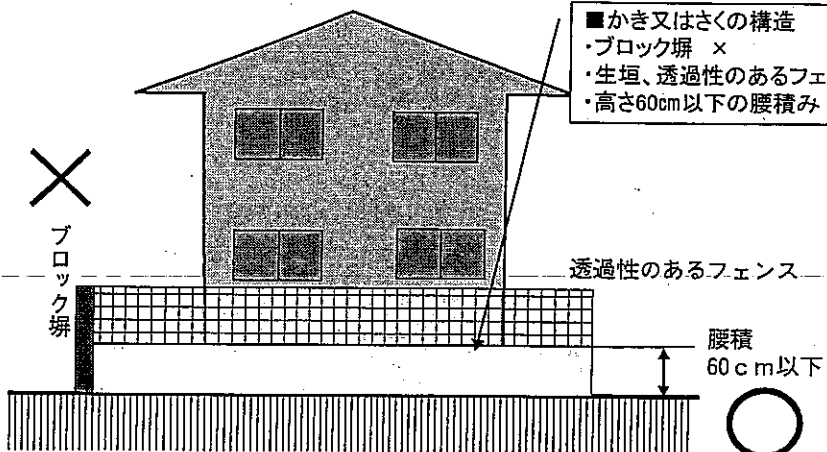 ■かき又はさくの構造
・ブロック塀 ×
・生垣、透過性のあるフェ
・高さ60cm以下の腰積み
ブロック塀
透過性のあるフェンス
腰積
60cm以下